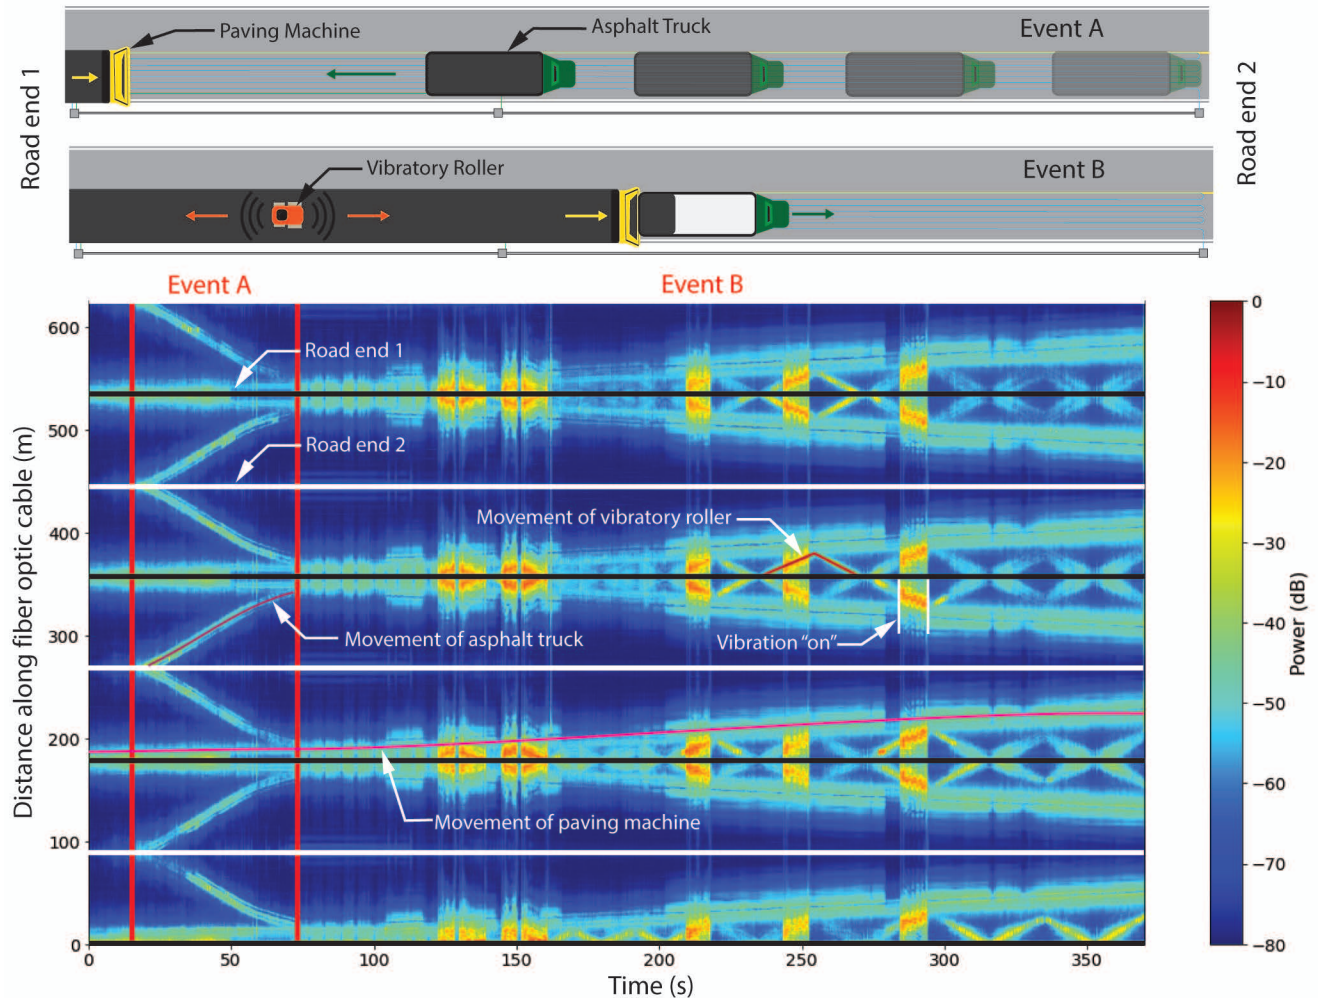 Paving Machine
Asphalt Truck
Event A
Road end 1
Road end 2
Vibratory Roller
Event B
Event A
Event B
Distance along fiber optic cable (m)
600
500
400
300
200
100
0
Road end 1
Road end 2
Movement of vibratory roller
Movement of asphalt truck
Vibration “on”
Movement of paving machine
0
50
100
150
200
250
300
350
Time (s)
0
−10
−20
−30
−40
−50
−60
−70
−80
Power (dB)